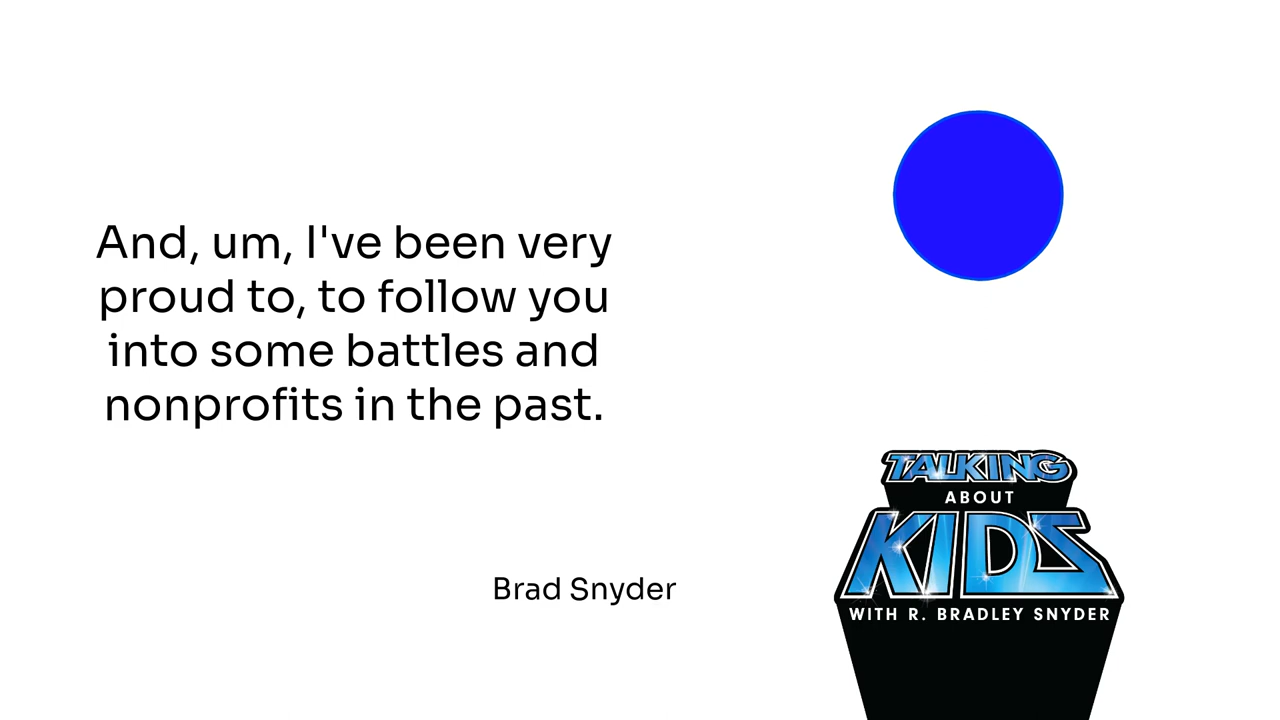 And, um, I've been very
proud to, to follow you
into some battles and
nonprofits in the past.
Brad Snyder
TALKING
ABOUT
KIDS
WITH R. BRADLEY SNYDER